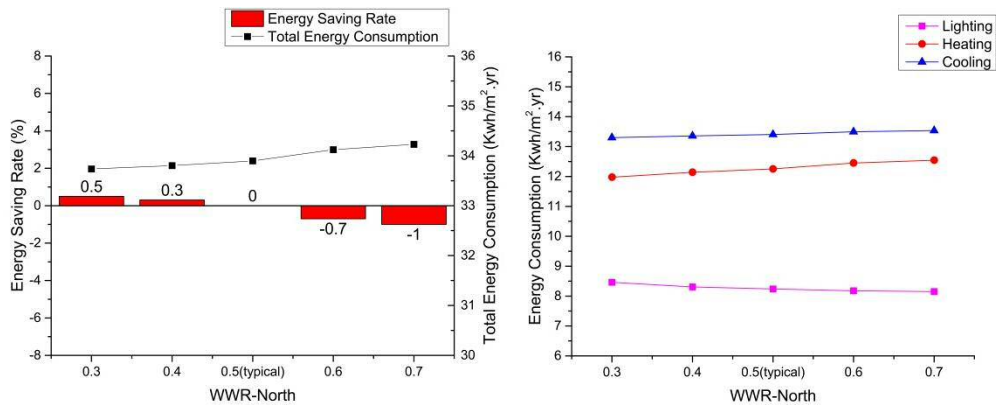 Energy Saving Rate
Total Energy Consumption
8
6
4
2
0
-2
-4
-6
-8
Energy Saving Rate (%)
0.5
0.3
0
-0.7
-1
36
35
34
33
32
31
30
Total Energy Consumption (Kwh/m².yr)
0.3 0.4 0.5(typical) 0.6 0.7
WWR-North
Lighting
Heating
Cooling
16
15
14
13
12
11
10
9
8
7
6
Energy Consumption (Kwh/m².yr)
0.3 0.4 0.5(typical) 0.6 0.7
WWR-North